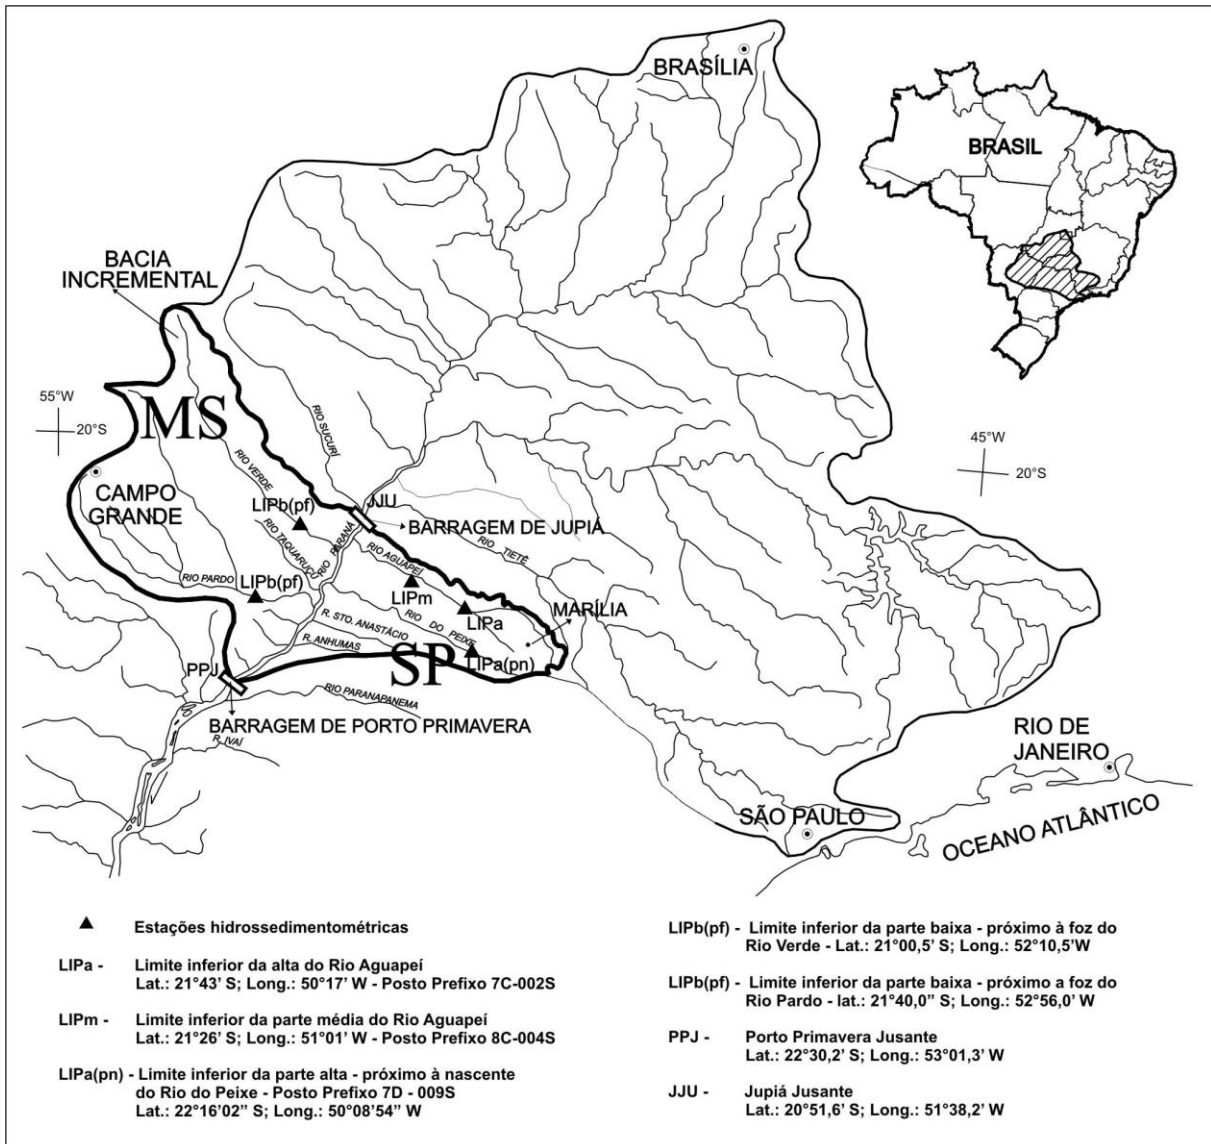 BRASÍLIA
BRASIL
BACIA
INCREMENTAL
55°W
20°S
MS
45°W
20°S
CAMPO
GRANDE
RIO SUCURÍ
RIO VERDE
LIPb(pf)
JJU
BARRAGEM DE JUPIÁ
RIO TAQUARUÇÚ
RIO PARANÁ
RIO AGUAPEÍ
RIO TIETÊ
RIO PARDO
LIPb(pf)
LIPm
LIPa
MARÍLIA
RIO DO PEIXE
R. STO. ANASTÁCIO
R. ANHUMAS
SP
LIPa(pn)
PPJ
RIO PARANAPANEMA
BARRAGEM DE PORTO PRIMAVERA
R. IVAÍ
RIO DE
JANEIRO
SÃO PAULO
OCEANO ATLÂNTICO
Estações hidrossedimentométricas
LIPa - Limite inferior da alta do Rio Aguapeí
Lat.: 21°43' S; Long.: 50°17' W - Posto Prefixo 7C-002S
LIPm - Limite inferior da parte média do Rio Aguapeí
Lat.: 21°26' S; Long.: 51°01' W - Posto Prefixo 8C-004S
LIPa(pn) - Limite inferior da parte alta - próximo à nascente
do Rio do Peixe - Posto Prefixo 7D - 009S
Lat.: 22°16'02" S; Long.: 50°08'54" W
LIPb(pf) - Limite inferior da parte baixa - próximo à foz do
Rio Verde - Lat.: 21°00,5' S; Long.: 52°10,5'W
LIPb(pf) - Limite inferior da parte baixa - próximo a foz do
Rio Pardo - lat.: 21°40,0" S; Long.: 52°56,0' W
PPJ - Porto Primavera Jusante
Lat.: 22°30,2' S; Long.: 53°01,3' W
JJU - Jupiá Jusante
Lat.: 20°51,6' S; Long.: 51°38,2' W